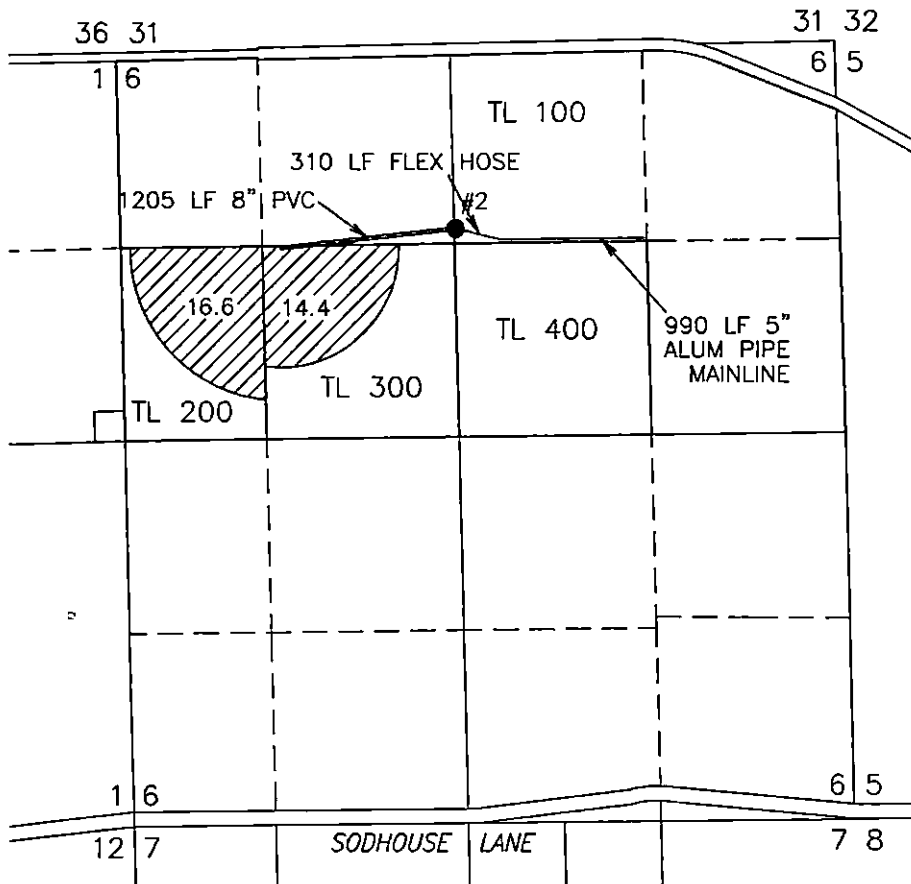 36 31
31 32
1 6
6 5
TL 100
310 LF FLEX HOSE
1205 LF 8" PVC
#2
16.6
14.4
TL 400
990 LF 5"
ALUM PIPE
MAINLINE
TL 300
TL 200
1 6
6 5
12 7
SODHOUSE LANE
7 8